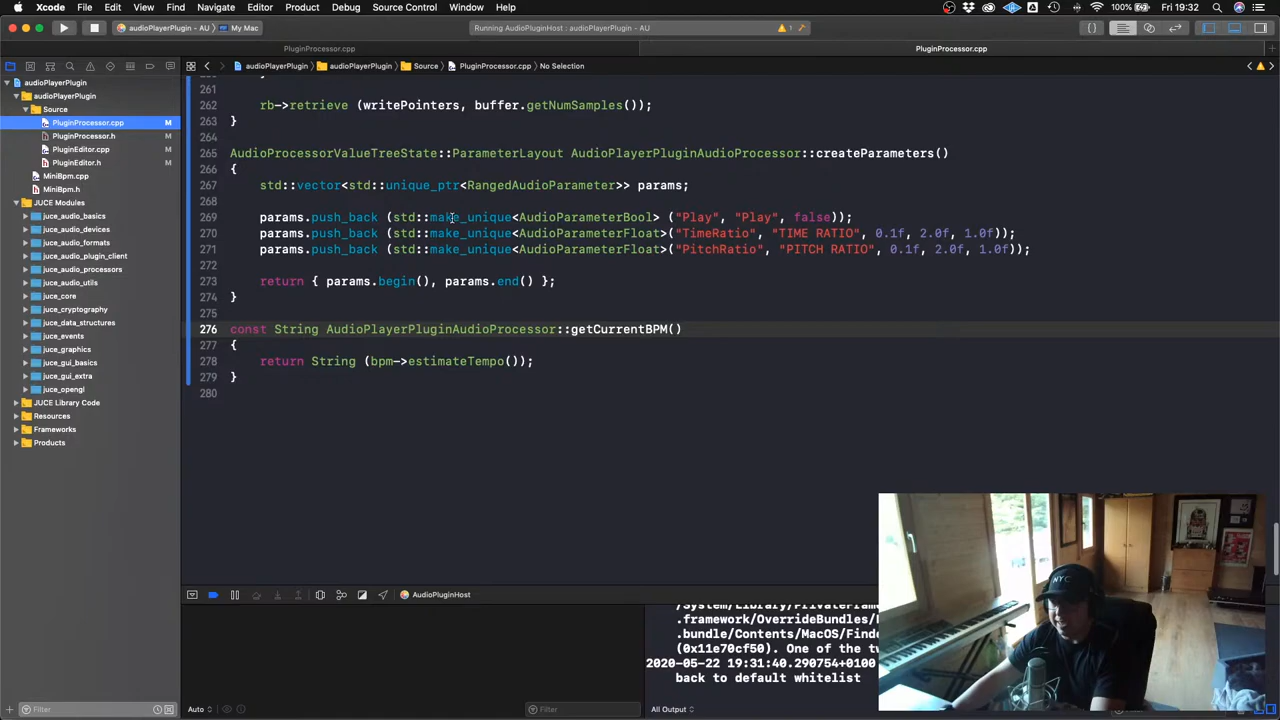 Xcode File Edit View Find Navigate Editor Product Debug Source Control Window Help 100% Fri 19:32
audioPlayerPlugin - AU My Mac Running AudioPluginHost : audioPlayerPlugin - AU 1
PluginProcessor.cpp PluginProcessor.cpp
audioPlayerPlugin audioPlayerPlugin Source PluginProcessor.cpp No Selection
audioPlayerPlugin
audioPlayerPlugin
Source
PluginProcessor.cpp M
PluginProcessor.h M
PluginEditor.cpp M
PluginEditor.h M
MiniBpm.cpp
MiniBpm.h
JUCE Modules
juce_audio_basics
juce_audio_devices
juce_audio_formats
juce_audio_plugin_client
juce_audio_processors
juce_audio_utils
juce_core
juce_cryptography
juce_data_structures
juce_events
juce_graphics
juce_gui_basics
juce_gui_extra
juce_opengl
JUCE Library Code
Resources
Frameworks
Products
261
262 rb->retrieve (writePointers, buffer.getNumSamples());
263 }
264
265 AudioProcessorValueTreeState::ParameterLayout AudioPlayerPluginAudioProcessor::createParameters()
266 {
267 std::vector<std::unique_ptr<RangedAudioParameter>> params;
268
269 params.push_back (std::make_unique<AudioParameterBool> ("Play", "Play", false));
270 params.push_back (std::make_unique<AudioParameterFloat>("TimeRatio", "TIME RATIO", 0.1f, 2.0f, 1.0f));
271 params.push_back (std::make_unique<AudioParameterFloat>("PitchRatio", "PITCH RATIO", 0.1f, 2.0f, 1.0f));
272
273 return { params.begin(), params.end() };
274 }
275
276 const String AudioPlayerPluginAudioProcessor::getCurrentBPM()
277 {
278 return String (bpm->estimateTempo());
279 }
280
AudioPluginHost
.framework/OverrideBundles/
.bundle/Contents/MacOS/Finde
(0x11e70cf50). One of the tw
2020-05-22 19:31:40.290754+0100
back to default whitelist
Filter Auto Filter All Output
NYC